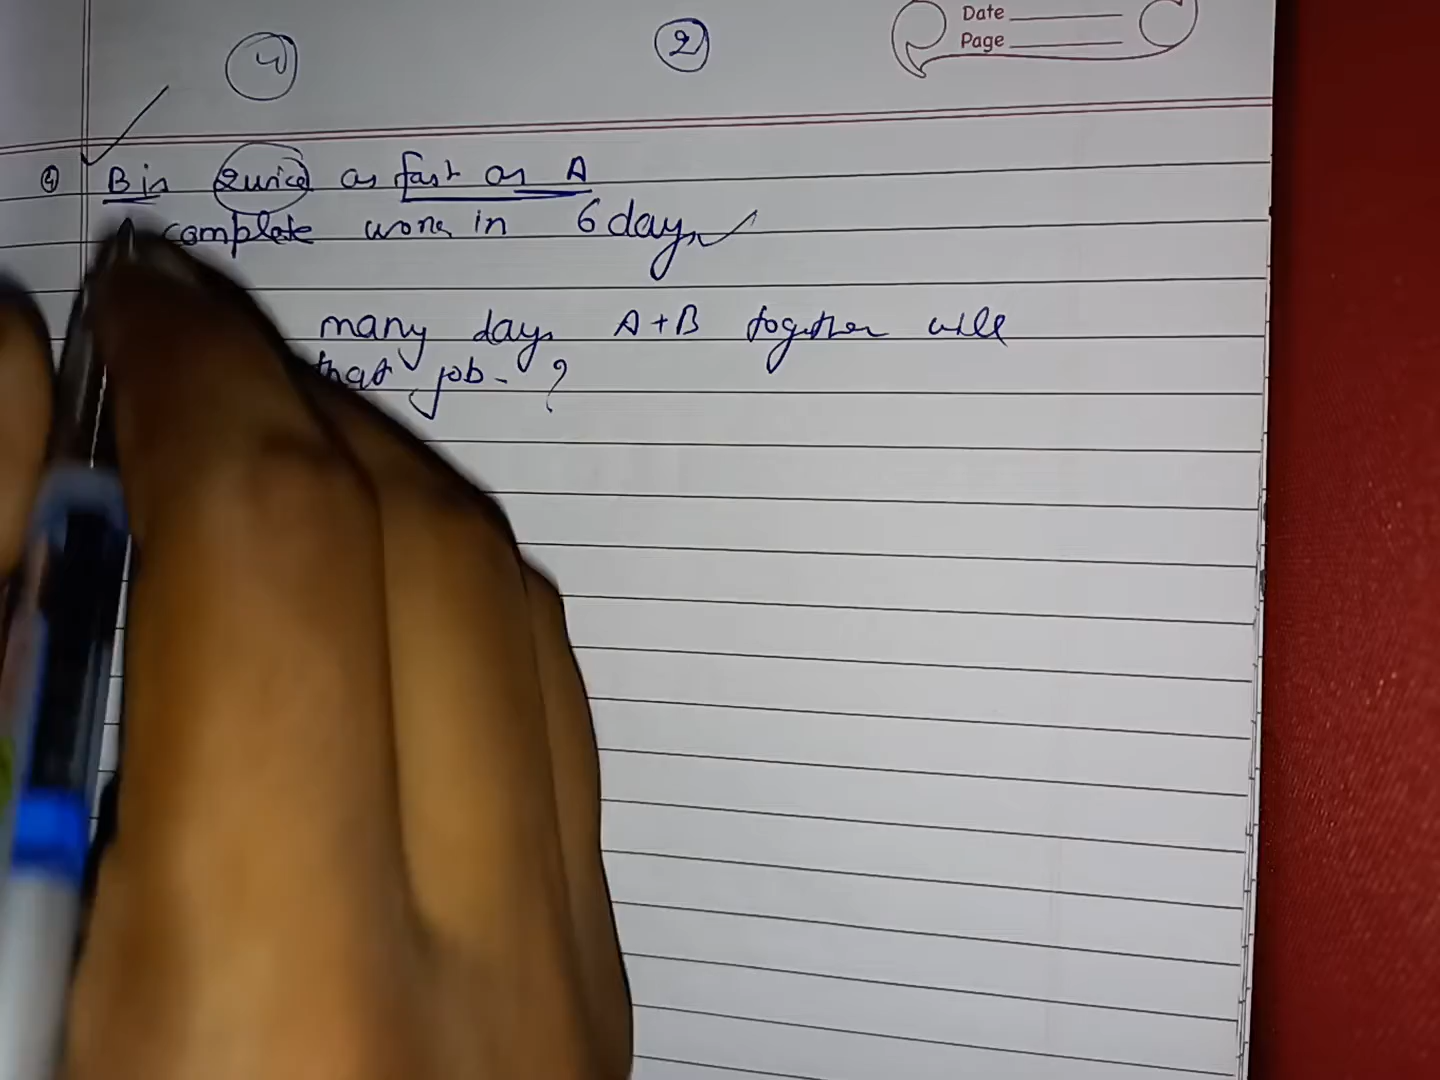 Date
Page
4
2
4 B is twice as fast as A
A complete work in 6 days
many days A+B together will
that job. ?